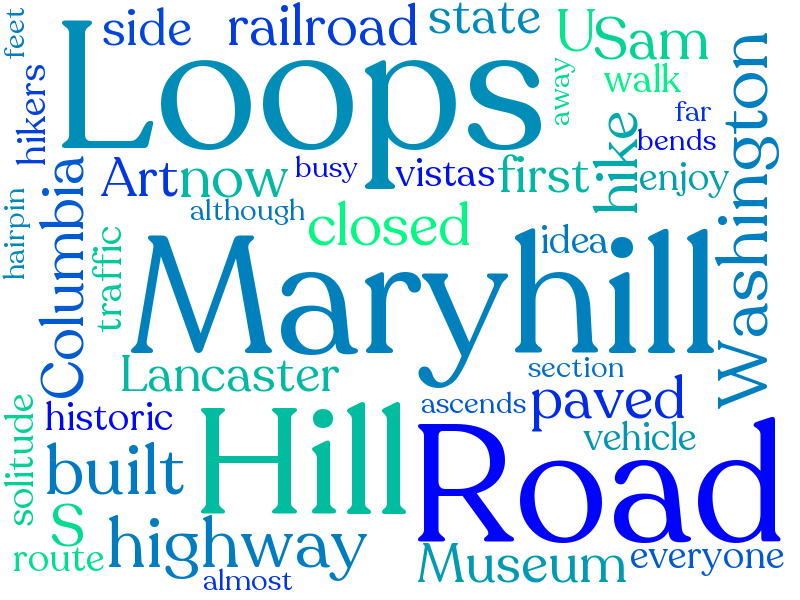 feet
side
railroad
state
U
Sam
Loops
away
walk
hikers
far
bends
Washington
hike
Art
now
busy
vistas
first
enjoy
Columbia
hairpin
although
closed
traffic
idea
Maryhill
Lancaster
section
ascends
paved
solitude
historic
Hill
vehicle
built
Road
S
highway
route
almost
Museum
everyone